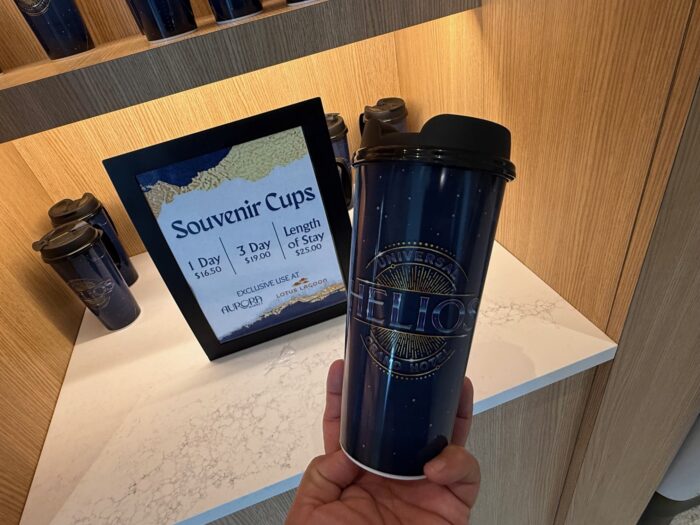 Souvenir Cups
1 Day
$16.50
3 Day
$19.00
Length
of Stay
$25.00
EXCLUSIVE USE AT
AURORA
LOTUS LAGOON
UNIVERSAL
HELIOS
GRAND HOTEL